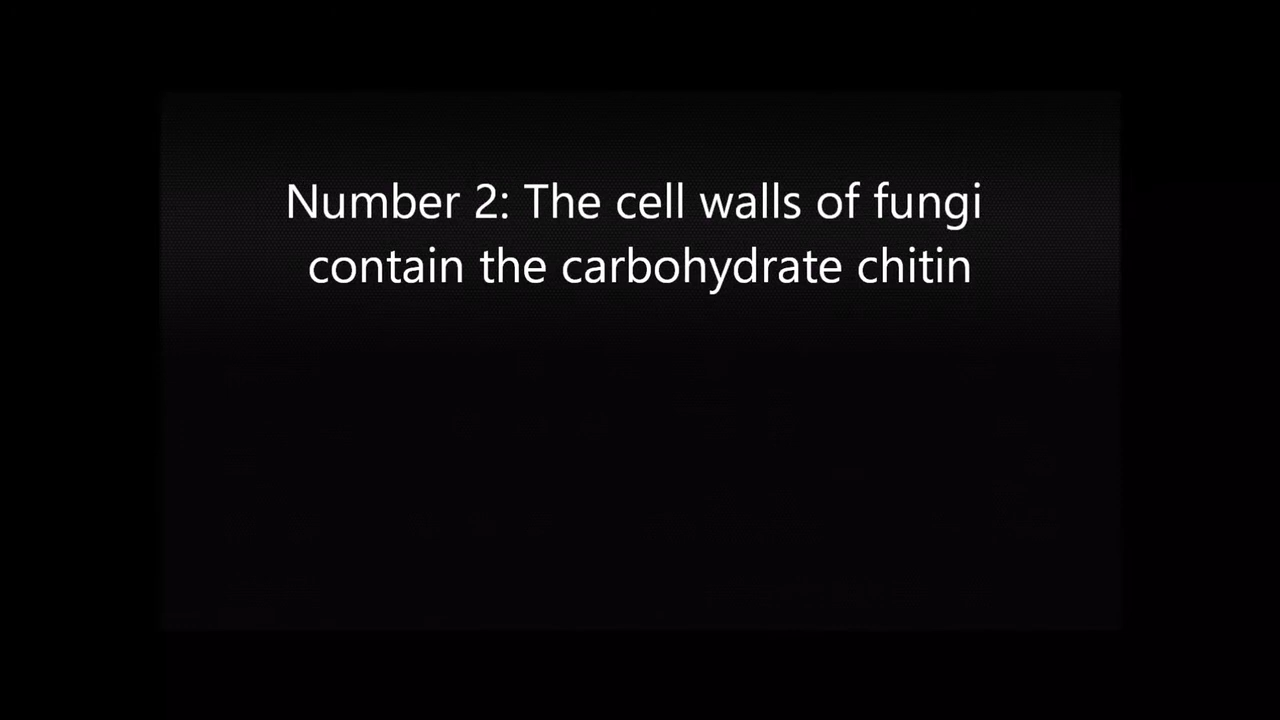 Number 2: The cell walls of fungi
contain the carbohydrate chitin